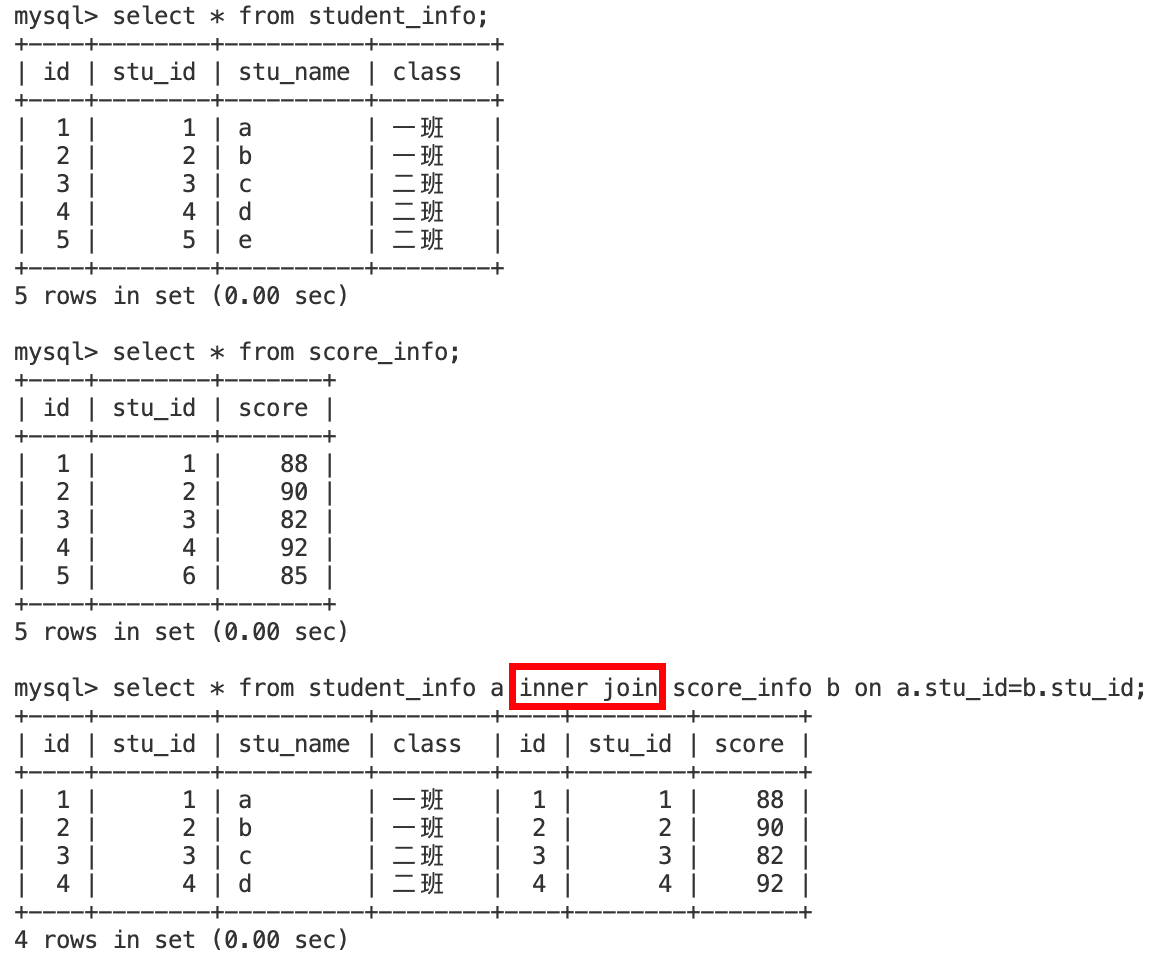 mysql> select * from student_info;
+----+--------+----------+--------+
| id | stu_id | stu_name | class  |
+----+--------+----------+--------+
|  1 |      1 | a        | 一班   |
|  2 |      2 | b        | 一班   |
|  3 |      3 | c        | 二班   |
|  4 |      4 | d        | 二班   |
|  5 |      5 | e        | 二班   |
+----+--------+----------+--------+
5 rows in set (0.00 sec)

mysql> select * from score_info;
+----+--------+-------+
| id | stu_id | score |
+----+--------+-------+
|  1 |      1 |    88 |
|  2 |      2 |    90 |
|  3 |      3 |    82 |
|  4 |      4 |    92 |
|  5 |      6 |    85 |
+----+--------+-------+
5 rows in set (0.00 sec)

mysql> select * from student_info a inner join score_info b on a.stu_id=b.stu_id;
+----+--------+----------+--------+----+--------+-------+
| id | stu_id | stu_name | class  | id | stu_id | score |
+----+--------+----------+--------+----+--------+-------+
|  1 |      1 | a        | 一班   |  1 |      1 |    88 |
|  2 |      2 | b        | 一班   |  2 |      2 |    90 |
|  3 |      3 | c        | 二班   |  3 |      3 |    82 |
|  4 |      4 | d        | 二班   |  4 |      4 |    92 |
+----+--------+----------+--------+----+--------+-------+
4 rows in set (0.00 sec)